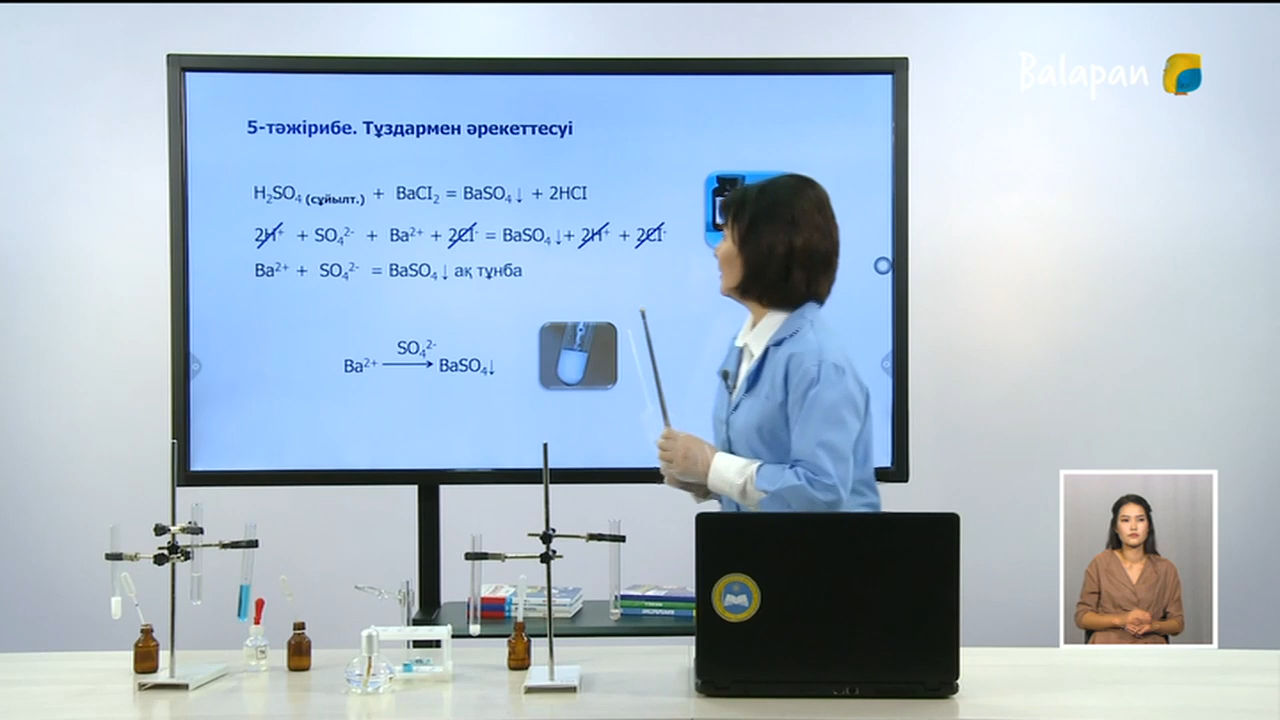 Balapan
5-тәжірибе. Тұздармен әрекеттесуі
H₂SO₄ (сұйылт.) + BaCI₂ = BaSO₄↓ + 2HCI
2H⁺ + SO₄²⁻ + Ba²⁺ + 2CI⁻ = BaSO₄↓+ 2H⁺ + 2CI⁻
Ba²⁺ + SO₄²⁻ = BaSO₄↓ ақ тұнба
SO₄²⁻
Ba²⁺ ⟶ BaSO₄↓